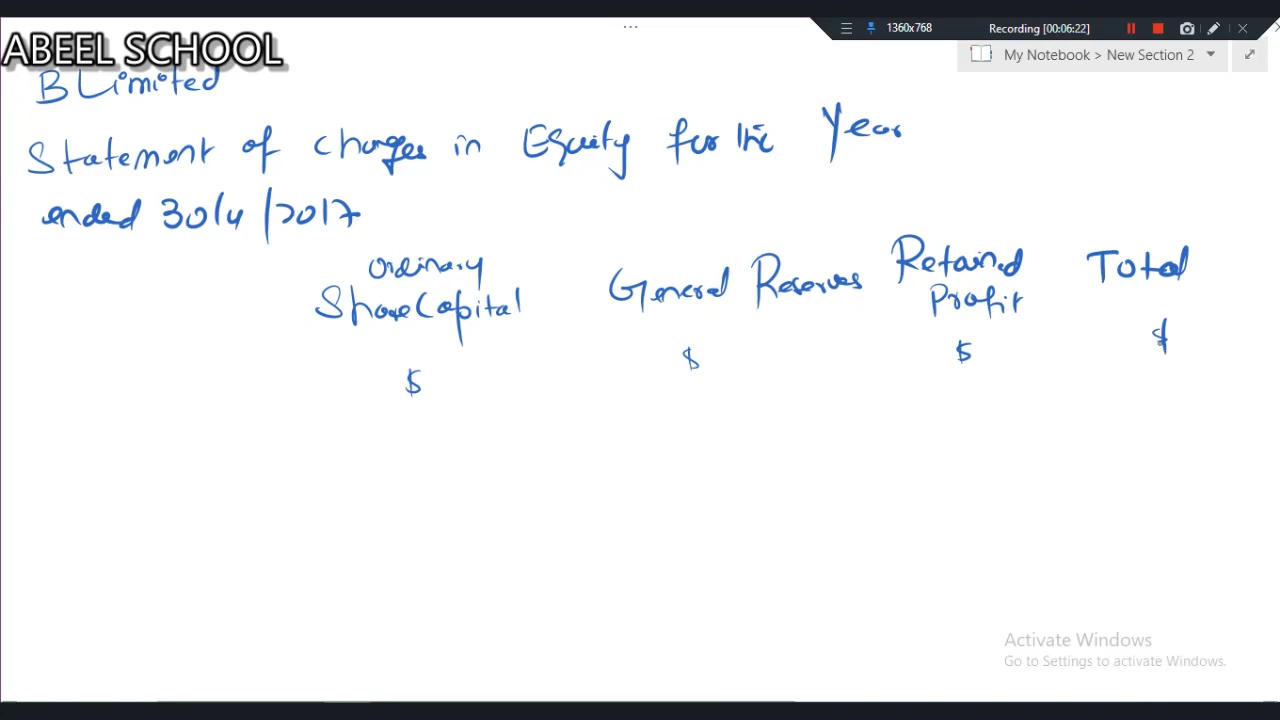 1360x768 Recording [00:06:22]
My Notebook > New Section 2
ABEEL SCHOOL
B Limited
Statement of changes in Equity for the Year
ended 30/4/2017
Ordinary Share Capital
General Reserves
Retained Profit
Total
$ $ $ $
Activate Windows
Go to Settings to activate Windows.